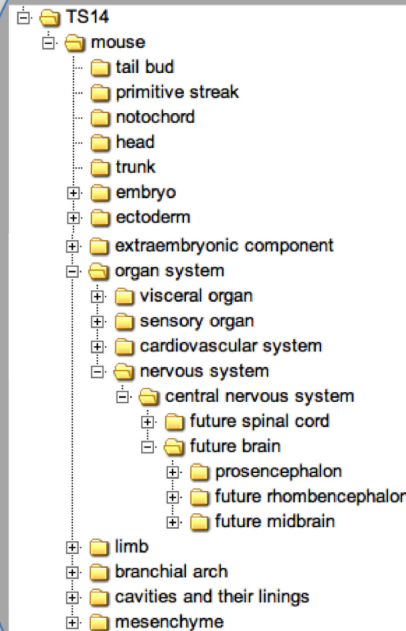 TS14
mouse
tail bud
primitive streak
notochord
head
trunk
embryo
ectoderm
extraembryonic component
organ system
visceral organ
sensory organ
cardiovascular system
nervous system
central nervous system
future spinal cord
future brain
prosencephalon
future rhombencephalon
future midbrain
limb
branchial arch
cavities and their linings
mesenchyme